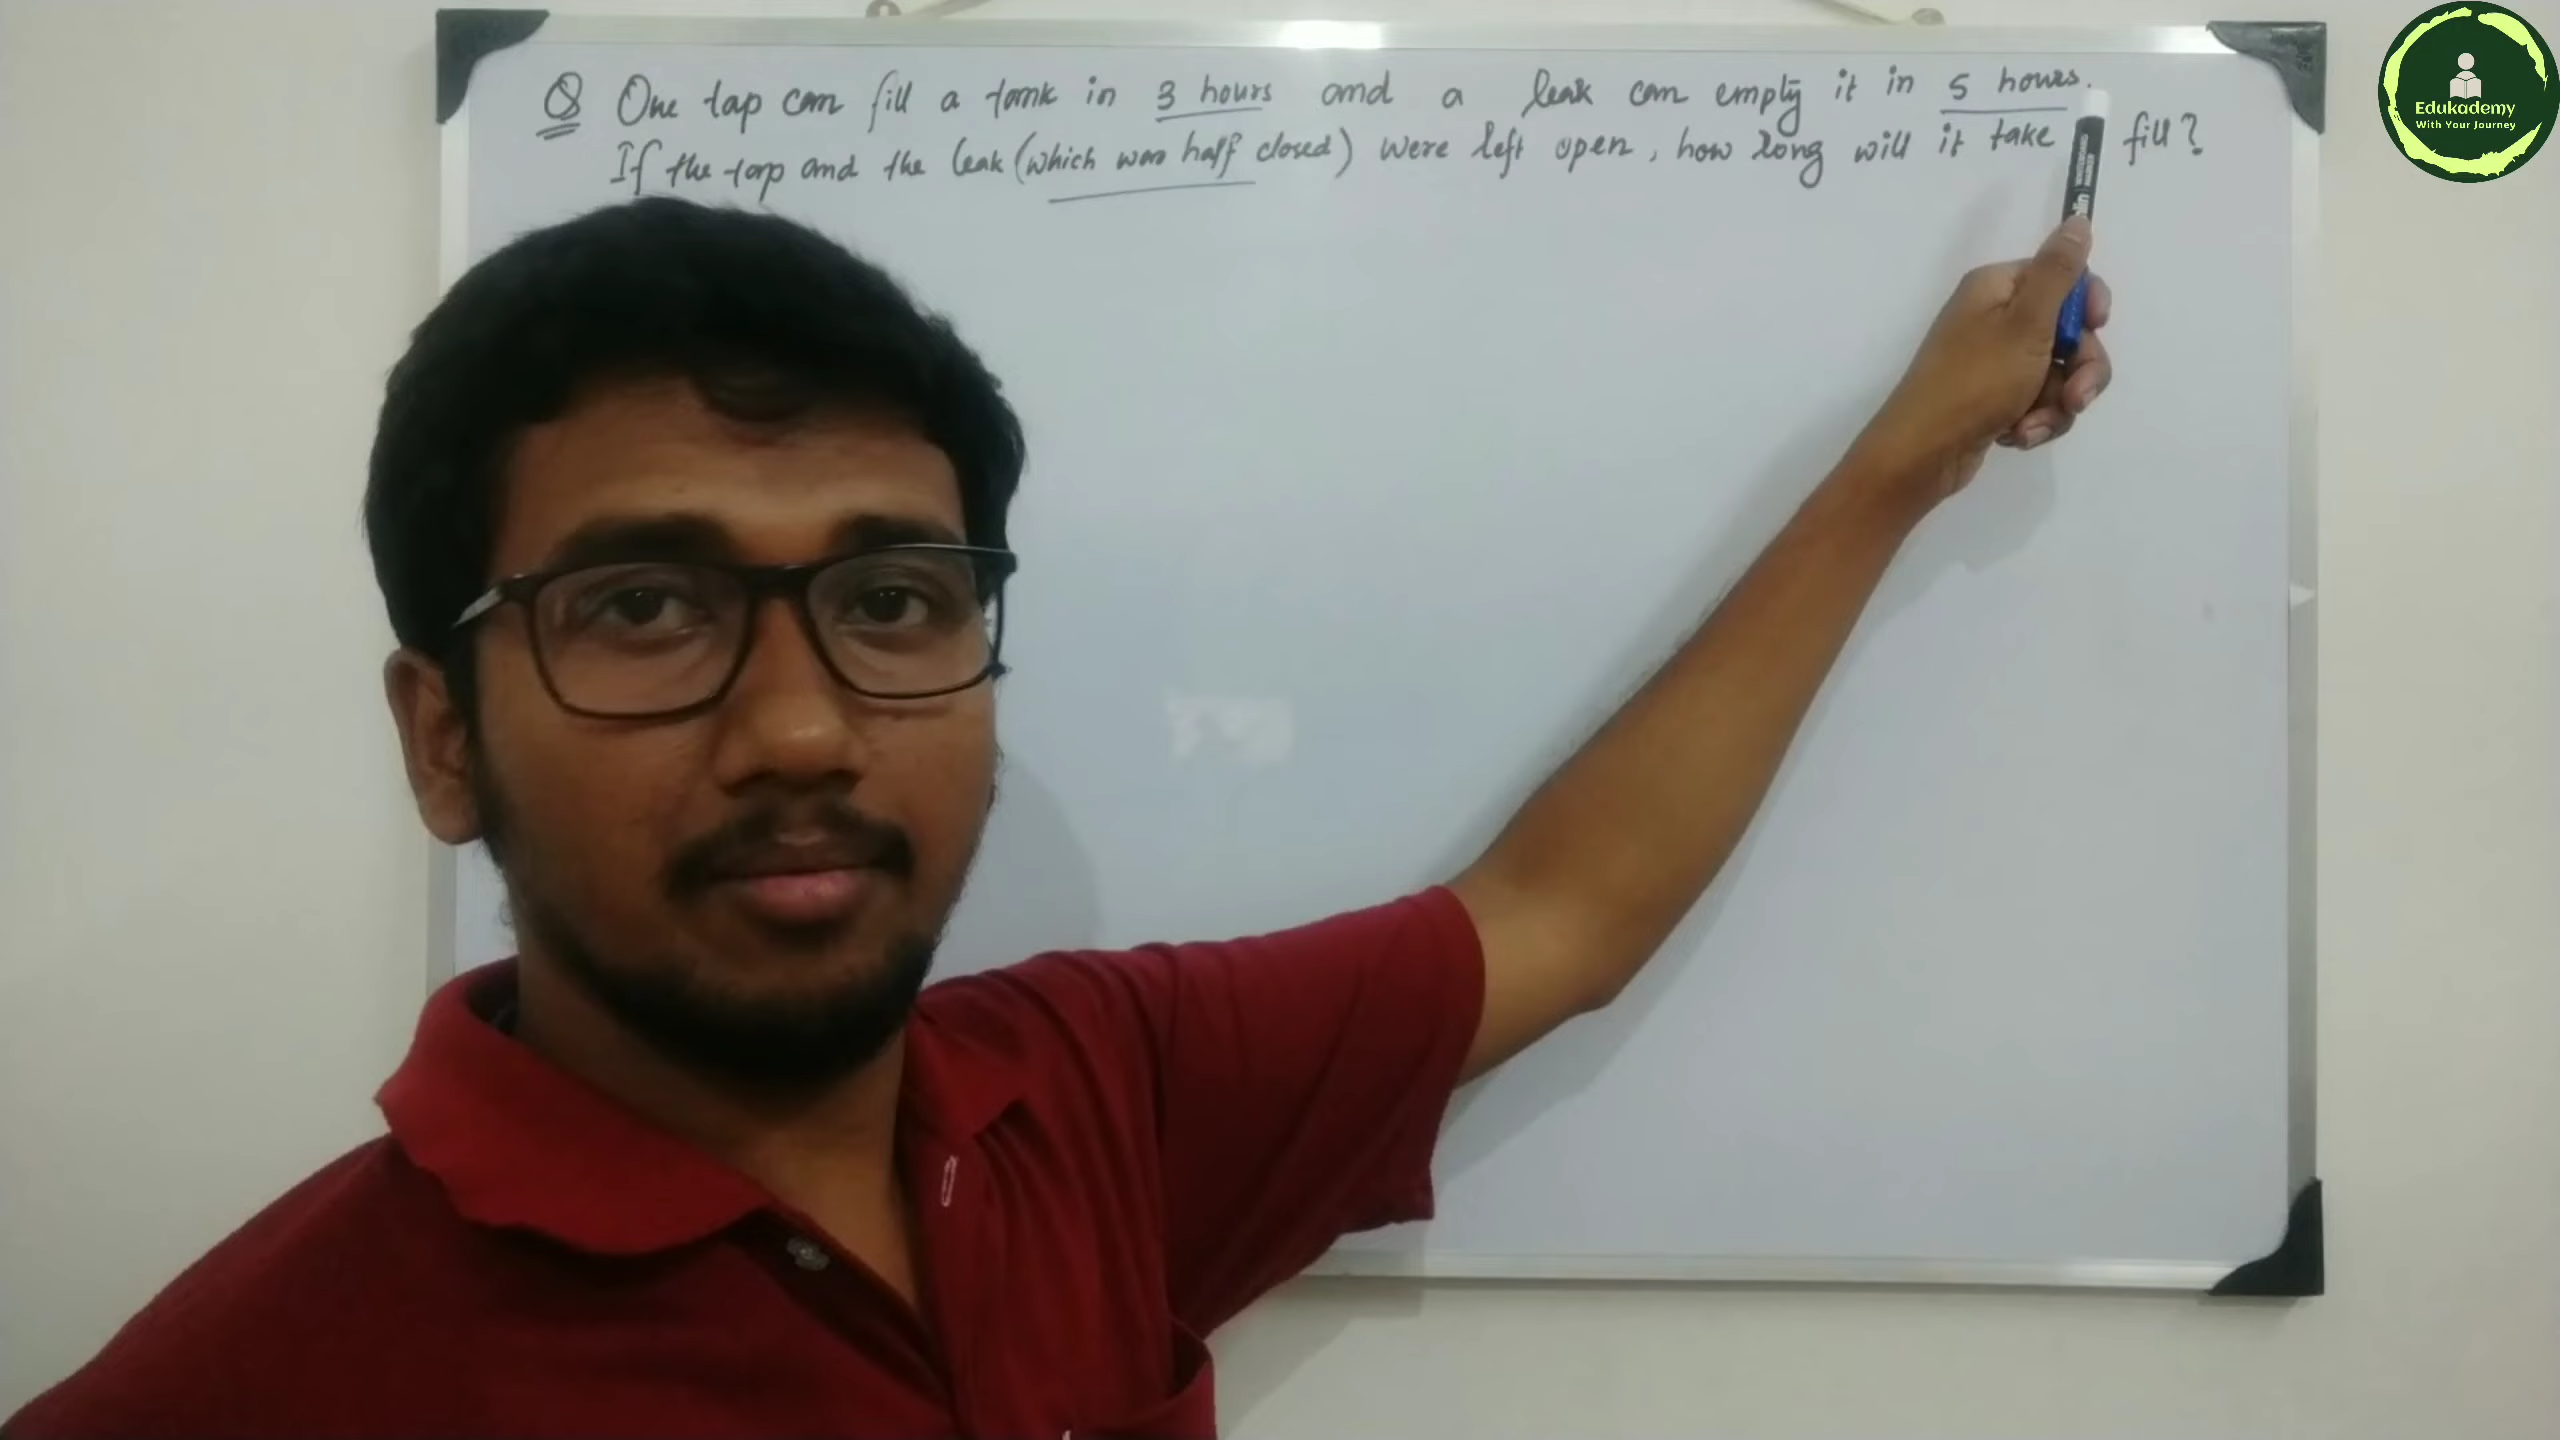 Q One tap can fill a tank in 3 hours and a leak can empty it in 5 hours.
If the tap and the leak (which was half closed) were left open, how long will it take fill?
Edukademy
With Your Journey